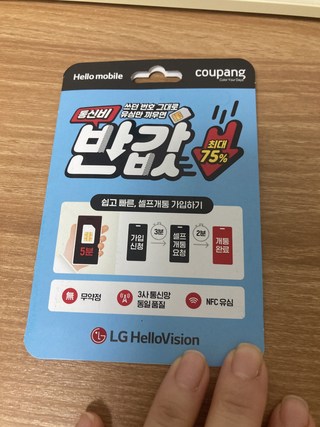 Hello mobile
coupang
쓰던 번호 그대로
유심만 끼우면
통신비
반값
최대
75%
쉽고 빠른, 셀프개통 가입하기
5분
가입
신청
3분
셀프
개통
요청
2분
개통
완료
無 무약정
3사 통신망
동일 품질
NFC 유심
LG HelloVision